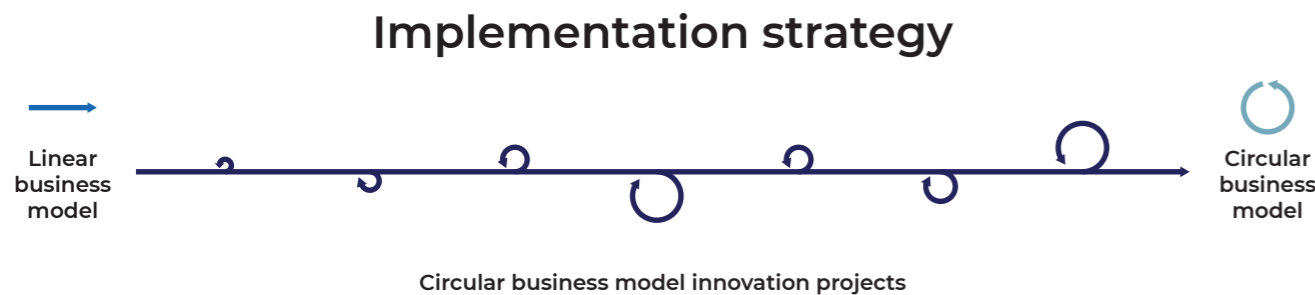 Implementation strategy
Linear
business
model
Circular
business
model
Circular business model innovation projects